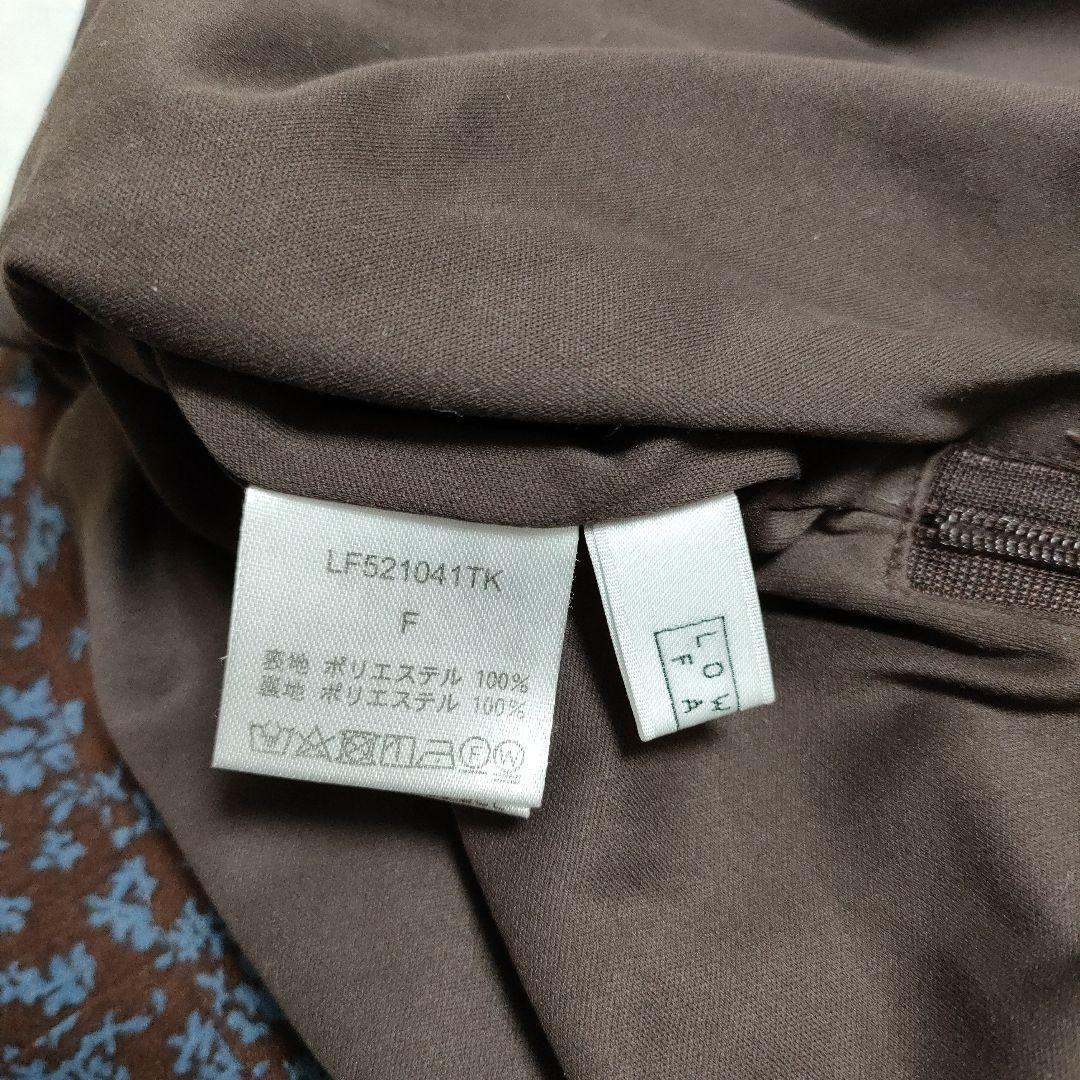 LF521041TK
F
表地 ポリエステル 100%
裏地 ポリエステル 100%
F W
LOW
FA